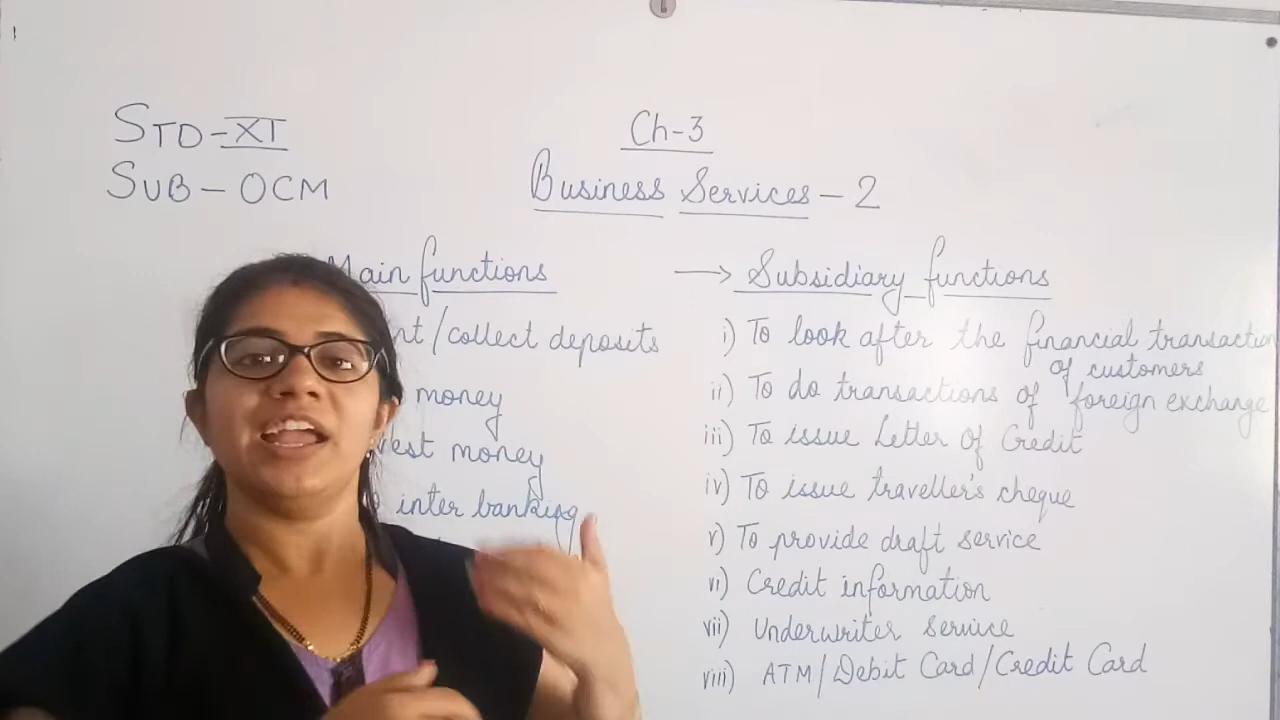 STD-XI
SUB - OCM
Ch-3
Business Services - 2
Main functions
/collect deposits
money
money
inter banking
→ Subsidiary functions
i) To look after the financial transaction
of customers
ii) To do transactions of foreign exchange
iii) To issue Letter of Credit
iv) To issue traveller's cheque
v) To provide draft service
vi) Credit information
vii) Underwriter service
viii) ATM/Debit Card/Credit Card